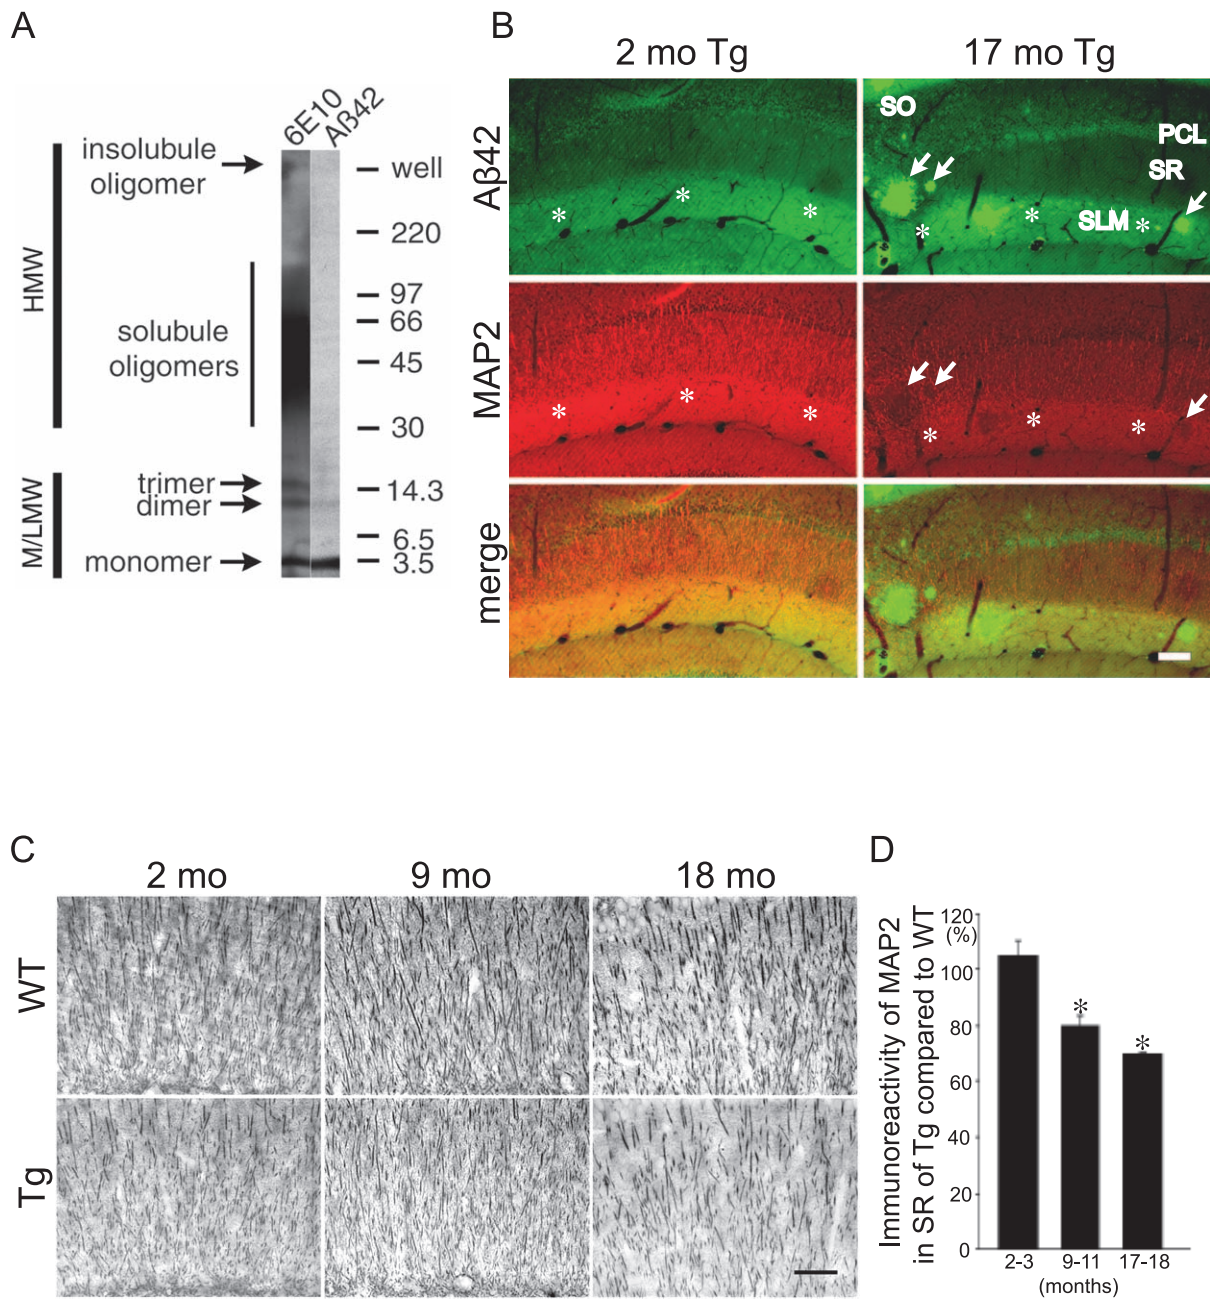 A
6E10
Aß42
insolubule
oligomer
well
220
HMW
97
66
solubule
oligomers
45
30
M/LMW
trimer
14.3
dimer
6.5
monomer
3.5
B
2 mo Tg
17 mo Tg
Aβ42
SO
PCL
SR
*
*
*
*
*
SLM *
MAP2
*
*
*
*
*
*
merge
C
2 mo
9 mo
18 mo
WT
Tg
D
Immunoreactivity of MAP2
in SR of Tg compared to WT
120
(%)
100
80
60
40
20
0
*
*
2-3
9-11
17-18
(months)